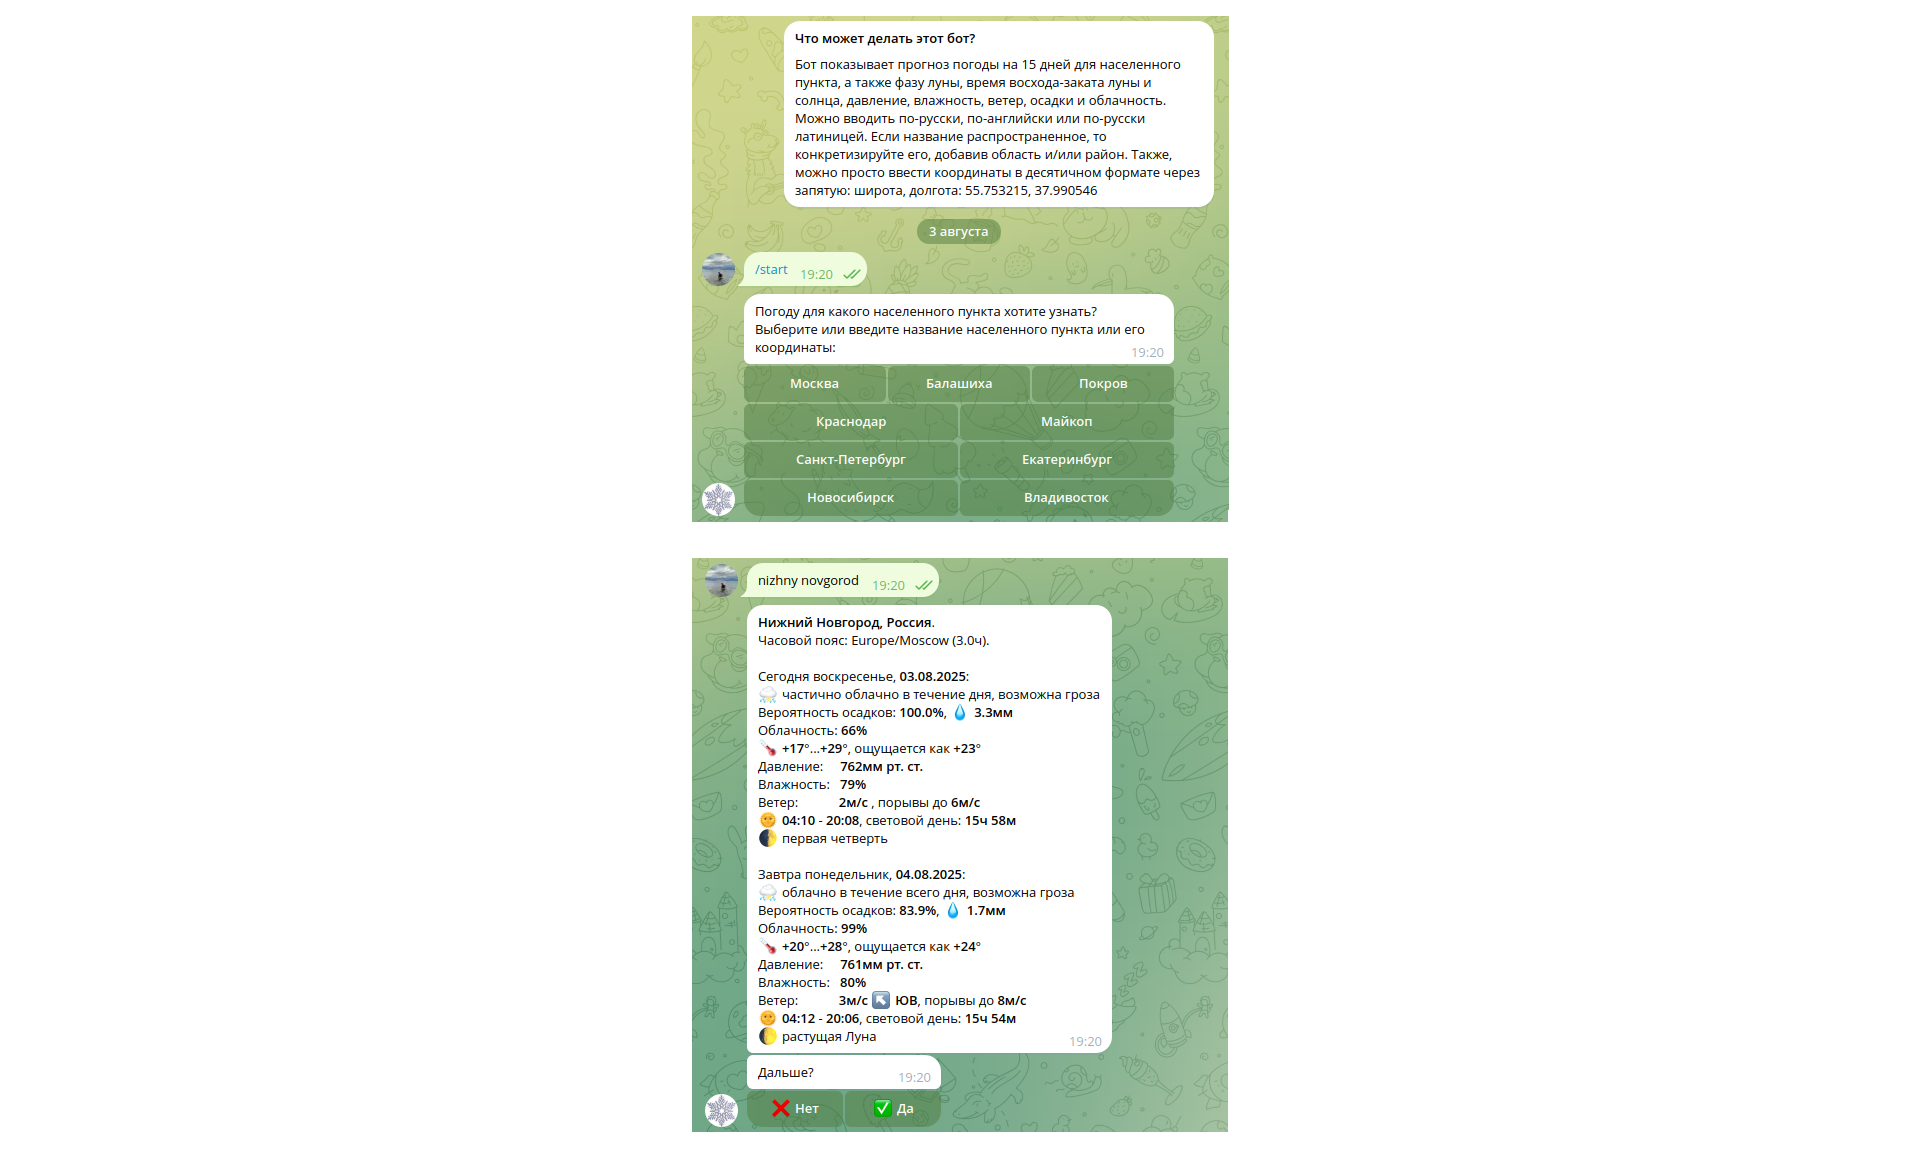 Что может делать этот бот?
Бот показывает прогноз погоды на 15 дней для населенного
пункта, а также фазу луны, время восхода-заката луны и
солнца, давление, влажность, ветер, осадки и облачность.
Можно вводить по-русски, по-английски или по-русски
латиницей. Если название распространенное, то
конкретизируйте его, добавив область и/или район. Также,
можно просто ввести координаты в десятичном формате через
запятую: широта, долгота: 55.753215, 37.990546
3 августа
/start 19:20
Погоду для какого населенного пункта хотите узнать?
Выберите или введите название населенного пункта или его
координаты: 19:20
Москва Балашиха Покров
Краснодар Майкоп
Санкт-Петербург Екатеринбург
Новосибирск Владивосток
nizhny novgorod 19:20
Нижний Новгород, Россия.
Часовой пояс: Europe/Moscow (3.0ч).
Сегодня воскресенье, 03.08.2025:
частично облачно в течение дня, возможна гроза
Вероятность осадков: 100.0%, 3.3мм
Облачность: 66%
+17°...+29°, ощущается как +23°
Давление: 762мм рт. ст.
Влажность: 79%
Ветер: 2м/с , порывы до 6м/с
04:10 - 20:08, световой день: 15ч 58м
первая четверть
Завтра понедельник, 04.08.2025:
облачно в течение всего дня, возможна гроза
Вероятность осадков: 83.9%, 1.7мм
Облачность: 99%
+20°...+28°, ощущается как +24°
Давление: 761мм рт. ст.
Влажность: 80%
Ветер: 3м/с ЮВ, порывы до 8м/с
04:12 - 20:06, световой день: 15ч 54м
растущая Луна 19:20
Дальше? 19:20
Нет Да